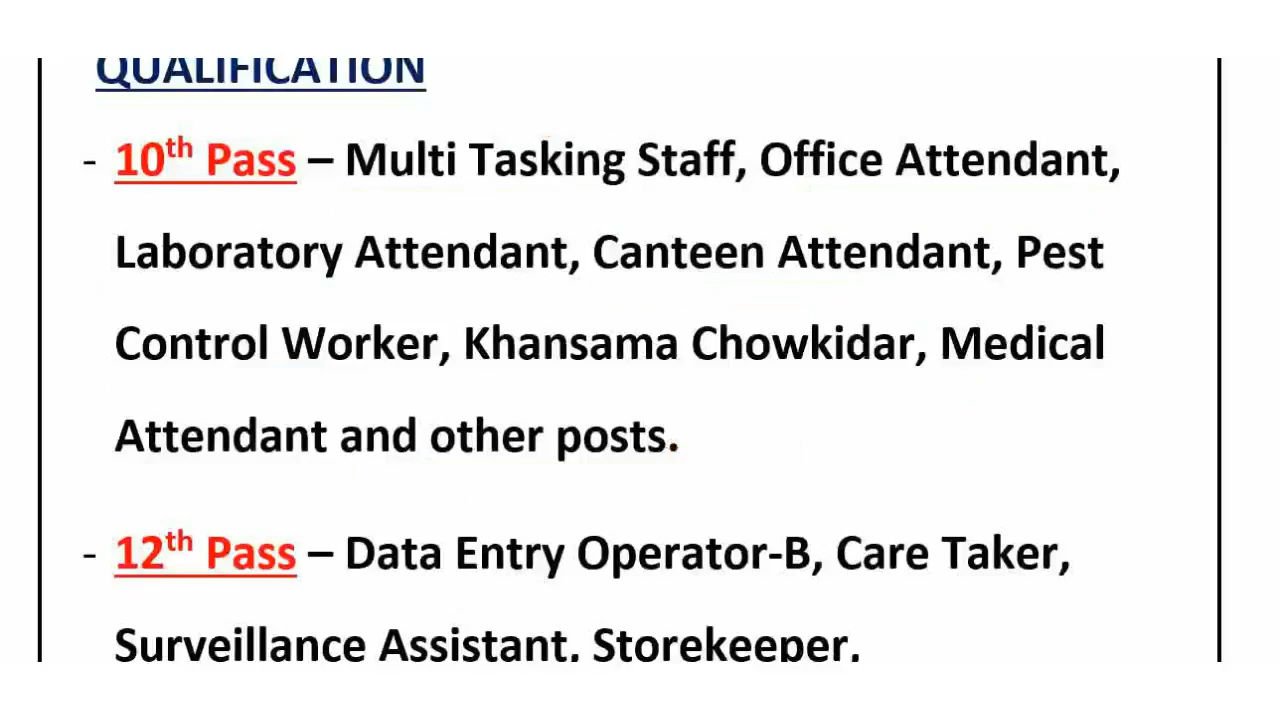 QUALIFICATION
- 10th Pass – Multi Tasking Staff, Office Attendant,
Laboratory Attendant, Canteen Attendant, Pest
Control Worker, Khansama Chowkidar, Medical
Attendant and other posts.
- 12th Pass – Data Entry Operator-B, Care Taker,
Surveillance Assistant, Storekeeper,